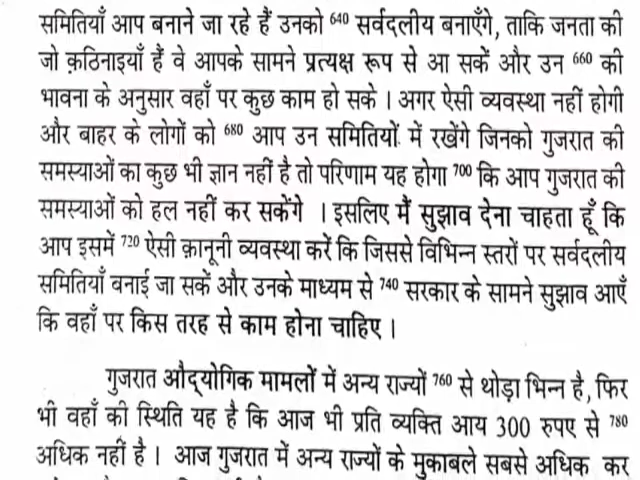 समितियाँ आप बनाने जा रहे हैं उनको 640 सर्वदलीय बनाएँगे, ताकि जनता की
जो क़ठिनाइयाँ हैं वे आपके सामने प्रत्यक्ष रूप से आ सकें और उन 660 की
भावना के अनुसार वहाँ पर कुछ काम हो सके । अगर ऐसी व्यवस्था नहीं होगी
और बाहर के लोगों को 680 आप उन समितियों में रखेंगे जिनको गुजरात की
समस्याओं का कुछ भी ज्ञान नहीं है तो परिणाम यह होगा 700 कि आप गुजरात की
समस्याओं को हल नहीं कर सकेंगे । इसलिए मैं सुझाव देना चाहता हूँ कि
आप इसमें 720 ऐसी क़ानूनी व्यवस्था करें कि जिससे विभिन्न स्तरों पर सर्वदलीय
समितियाँ बनाई जा सकें और उनके माध्यम से 740 सरकार के सामने सुझाव आएँ
कि वहाँ पर किस तरह से काम होना चाहिए ।
गुजरात औद्योगिक मामलों में अन्य राज्यों 760 से थोड़ा भिन्न है, फिर
भी वहाँ की स्थिति यह है कि आज भी प्रति व्यक्ति आय 300 रुपए से 780
अधिक नहीं है । आज गुजरात में अन्य राज्यों के मुकाबले सबसे अधिक कर